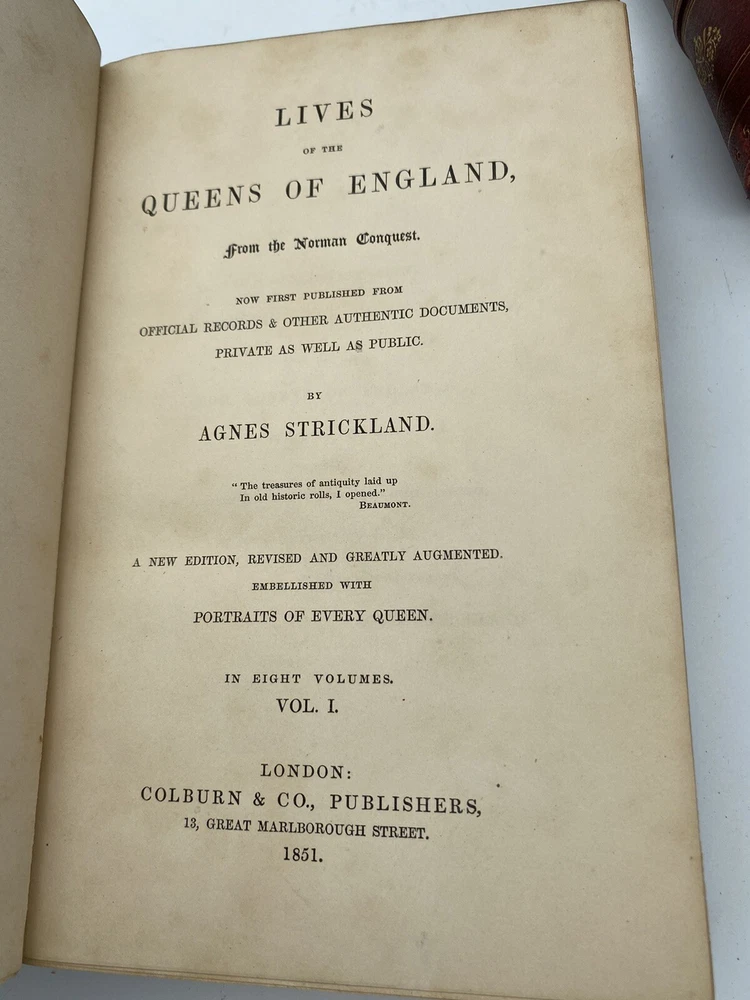 LIVES
OF THE
QUEENS OF ENGLAND,
From the Norman Conquest.
NOW FIRST PUBLISHED FROM
OFFICIAL RECORDS & OTHER AUTHENTIC DOCUMENTS,
PRIVATE AS WELL AS PUBLIC.
BY
AGNES STRICKLAND.
“ The treasures of antiquity laid up
In old historic rolls, I opened.”
BEAUMONT.
A NEW EDITION, REVISED AND GREATLY AUGMENTED.
EMBELLISHED WITH
PORTRAITS OF EVERY QUEEN.
IN EIGHT VOLUMES.
VOL. I.
LONDON:
COLBURN & CO., PUBLISHERS,
13, GREAT MARLBOROUGH STREET.
1851.